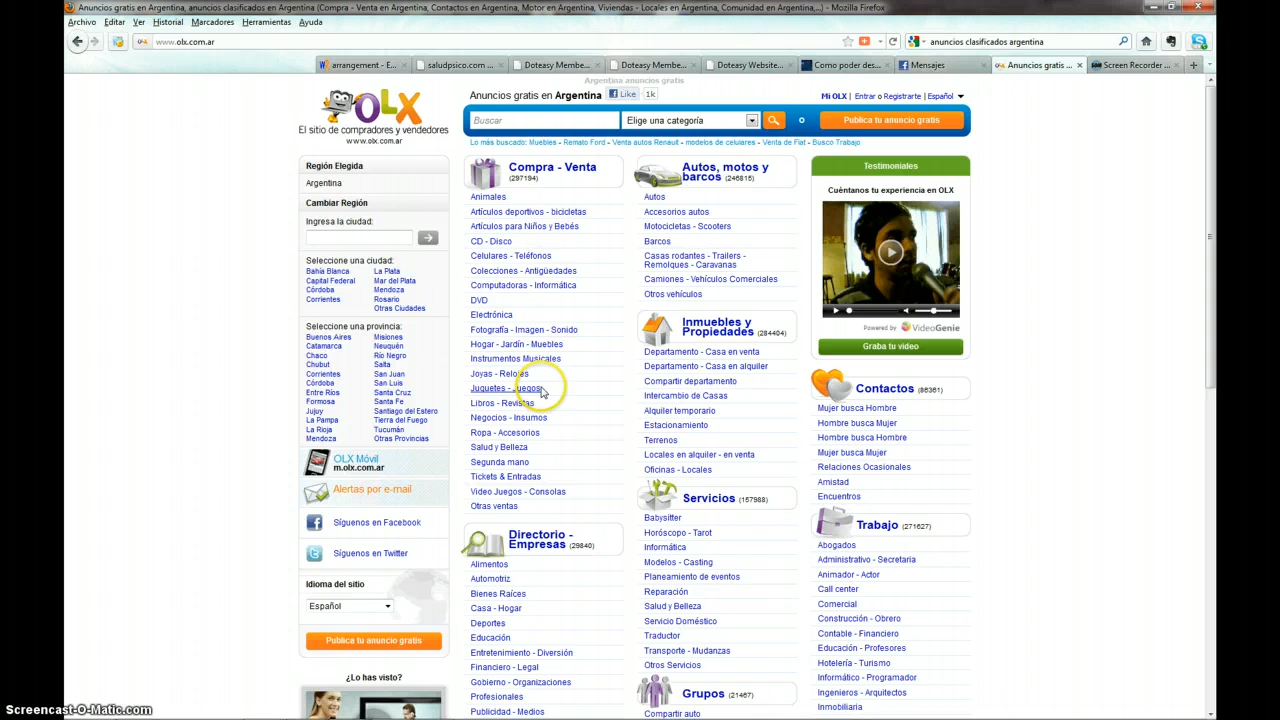 Anuncios gratis en Argentina, anuncios clasificados en Argentina (Compra - Venta en Argentina, Contactos en Argentina, Motor en Argentina, Viviendas - Locales en Argentina, Comunidad en Argentina,...) - Mozilla Firefox
Archivo Editar Ver Historial Marcadores Herramientas Ayuda
www.olx.com.ar
anuncios clasificados argentina
arrangement - E...
saludpsico.com ...
Doteasy Membe...
Doteasy Membe...
Doteasy Website...
Como poder des...
Mensajes
Anuncios gratis ...
Screen Recorder ...
Argentina anuncios gratis
OLX
El sitio de compradores y vendedores
www.olx.com.ar
Anuncios gratis en Argentina
Like 1k
Mi OLX | Entrar o Registrarte | Español
Buscar
Elige una categoría
o
Publica tu anuncio gratis
Lo más buscado: Muebles - Remato Ford - Venta autos Renault - modelos de celulares - Venta de Fiat - Busco Trabajo
Región Elegida
Argentina
Cambiar Región
Ingresa la ciudad:
Seleccione una ciudad:
Bahía Blanca La Plata
Capital Federal Mar del Plata
Córdoba Mendoza
Corrientes Rosario
Otras Ciudades
Seleccione una provincia:
Buenos Aires Misiones
Catamarca Neuquén
Chaco Río Negro
Chubut Salta
Corrientes San Juan
Córdoba San Luis
Entre Ríos Santa Cruz
Formosa Santa Fe
Jujuy Santiago del Estero
La Pampa Tierra del Fuego
La Rioja Tucumán
Mendoza Otras Provincias
OLX Móvil
m.olx.com.ar
Alertas por e-mail
Síguenos en Facebook
Síguenos en Twitter
Idioma del sitio
Español
Publica tu anuncio gratis
¿Lo has visto?
Compra - Venta
(297194)
Animales
Artículos deportivos - bicicletas
Artículos para Niños y Bebés
CD - Disco
Celulares - Teléfonos
Colecciones - Antigüedades
Computadoras - Informática
DVD
Electrónica
Fotografía - Imagen - Sonido
Hogar - Jardín - Muebles
Instrumentos Musicales
Joyas - Relojes
Juguetes - Juegos
Libros - Revistas
Negocios - Insumos
Ropa - Accesorios
Salud y Belleza
Segunda mano
Tickets & Entradas
Video Juegos - Consolas
Otras ventas
Directorio -
Empresas (29840)
Alimentos
Automotriz
Bienes Raíces
Casa - Hogar
Deportes
Educación
Entretenimiento - Diversión
Financiero - Legal
Gobierno - Organizaciones
Profesionales
Publicidad - Medios
Autos, motos y
barcos (246815)
Autos
Accesorios autos
Motocicletas - Scooters
Barcos
Casas rodantes - Trailers -
Remolques - Caravanas
Camiones - Vehículos Comerciales
Otros vehículos
Inmuebles y
Propiedades (284404)
Departamento - Casa en venta
Departamento - Casa en alquiler
Compartir departamento
Intercambio de Casas
Alquiler temporario
Estacionamiento
Terrenos
Locales en alquiler - en venta
Oficinas - Locales
Servicios (157988)
Babysitter
Horóscopo - Tarot
Informática
Modelos - Casting
Planeamiento de eventos
Reparación
Salud y Belleza
Servicio Doméstico
Traductor
Transporte - Mudanzas
Otros Servicios
Grupos (21467)
Compartir auto
Testimoniales
Cuéntanos tu experiencia en OLX
Powered by VideoGenie
Graba tu video
Contactos (86361)
Mujer busca Hombre
Hombre busca Mujer
Hombre busca Hombre
Mujer busca Mujer
Relaciones Ocasionales
Amistad
Encuentros
Trabajo (271627)
Abogados
Administrativo - Secretaria
Animador - Actor
Call center
Comercial
Construcción - Obrero
Contable - Financiero
Educación - Profesores
Hotelería - Turismo
Informático - Programador
Ingenieros - Arquitectos
Inmobiliaria
Screencast-O-Matic.com